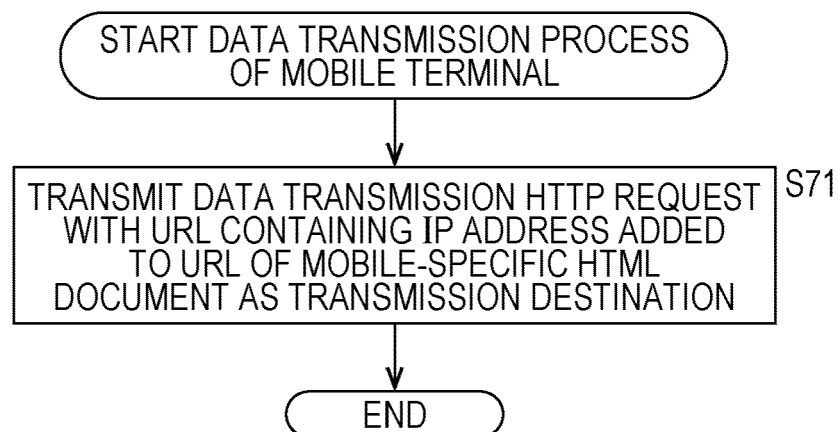 START DATA TRANSMISSION PROCESS
OF MOBILE TERMINAL
TRANSMIT DATA TRANSMISSION HTTP REQUEST
WITH URL CONTAINING IP ADDRESS ADDED
TO URL OF MOBILE-SPECIFIC HTML
DOCUMENT AS TRANSMISSION DESTINATION
S71
END